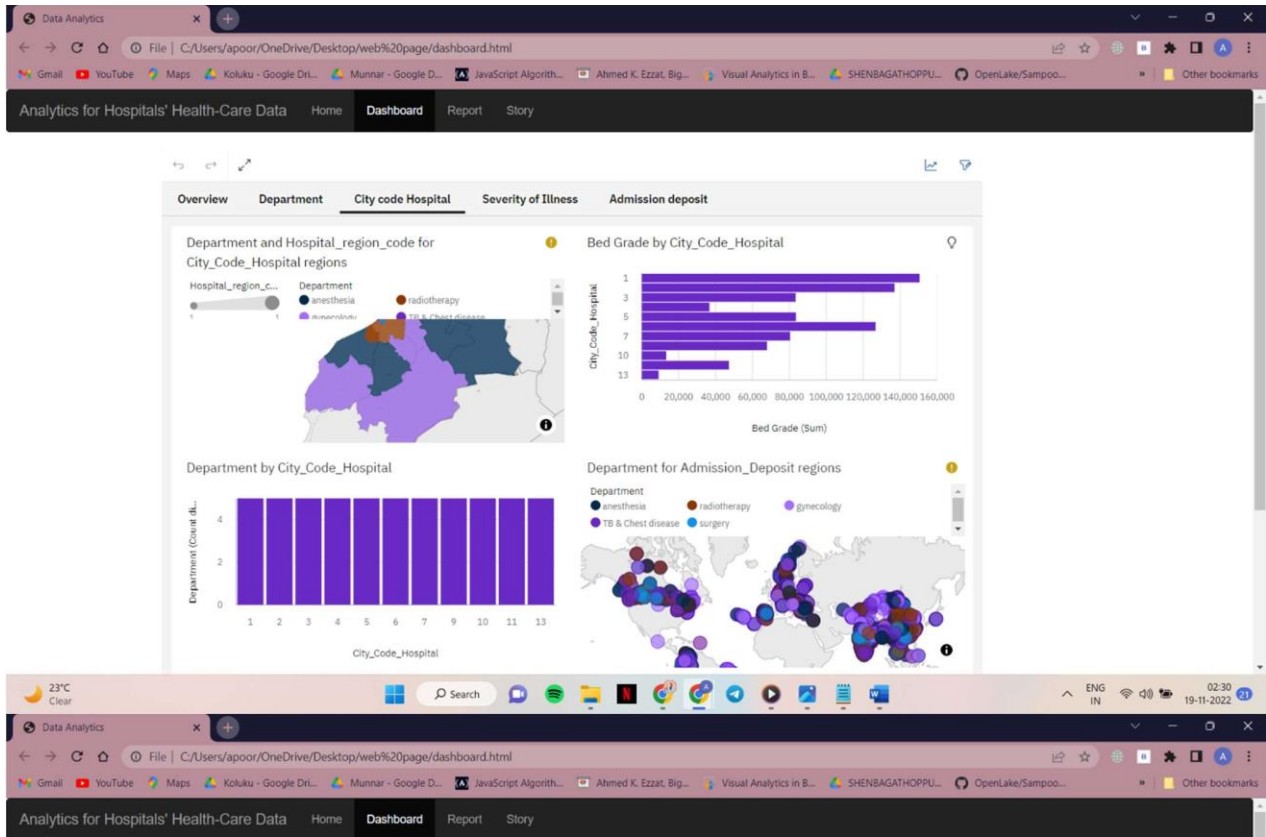 Data Analytics
File | C:/Users/apoor/OneDrive/Desktop/web%20page/dashboard.html
Gmail YouTube Maps Koluku - Google Dri... Munnar - Google D... JavaScript Algorith... Ahmed K. Ezzat, Big... Visual Analytics in B... SHENBAGATHOPPU... OpenLake/Sampoo... » Other bookmarks
Analytics for Hospitals' Health-Care Data Home Dashboard Report Story
Overview Department City code Hospital Severity of Illness Admission deposit
Department and Hospital_region_code for
City_Code_Hospital regions
Hospital_region_c... Department
anesthesia radiotherapy
1 1 gynecology TB & Chest disease
Bed Grade by City_Code_Hospital
City_Code_Hospital
1
3
5
7
10
13
0 20,000 40,000 60,000 80,000 100,000 120,000 140,000 160,000
Bed Grade (Sum)
Department by City_Code_Hospital
Department (Count di...
4
2
0
1 2 3 4 5 6 7 9 10 11 13
City_Code_Hospital
Department for Admission_Deposit regions
Department
anesthesia radiotherapy gynecology
TB & Chest disease surgery
23°C
Clear
Search
ENG
IN
02:30
19-11-2022
21
Data Analytics
File | C:/Users/apoor/OneDrive/Desktop/web%20page/dashboard.html
Gmail YouTube Maps Koluku - Google Dri... Munnar - Google D... JavaScript Algorith... Ahmed K. Ezzat, Big... Visual Analytics in B... SHENBAGATHOPPU... OpenLake/Sampoo... » Other bookmarks
Analytics for Hospitals' Health-Care Data Home Dashboard Report Story